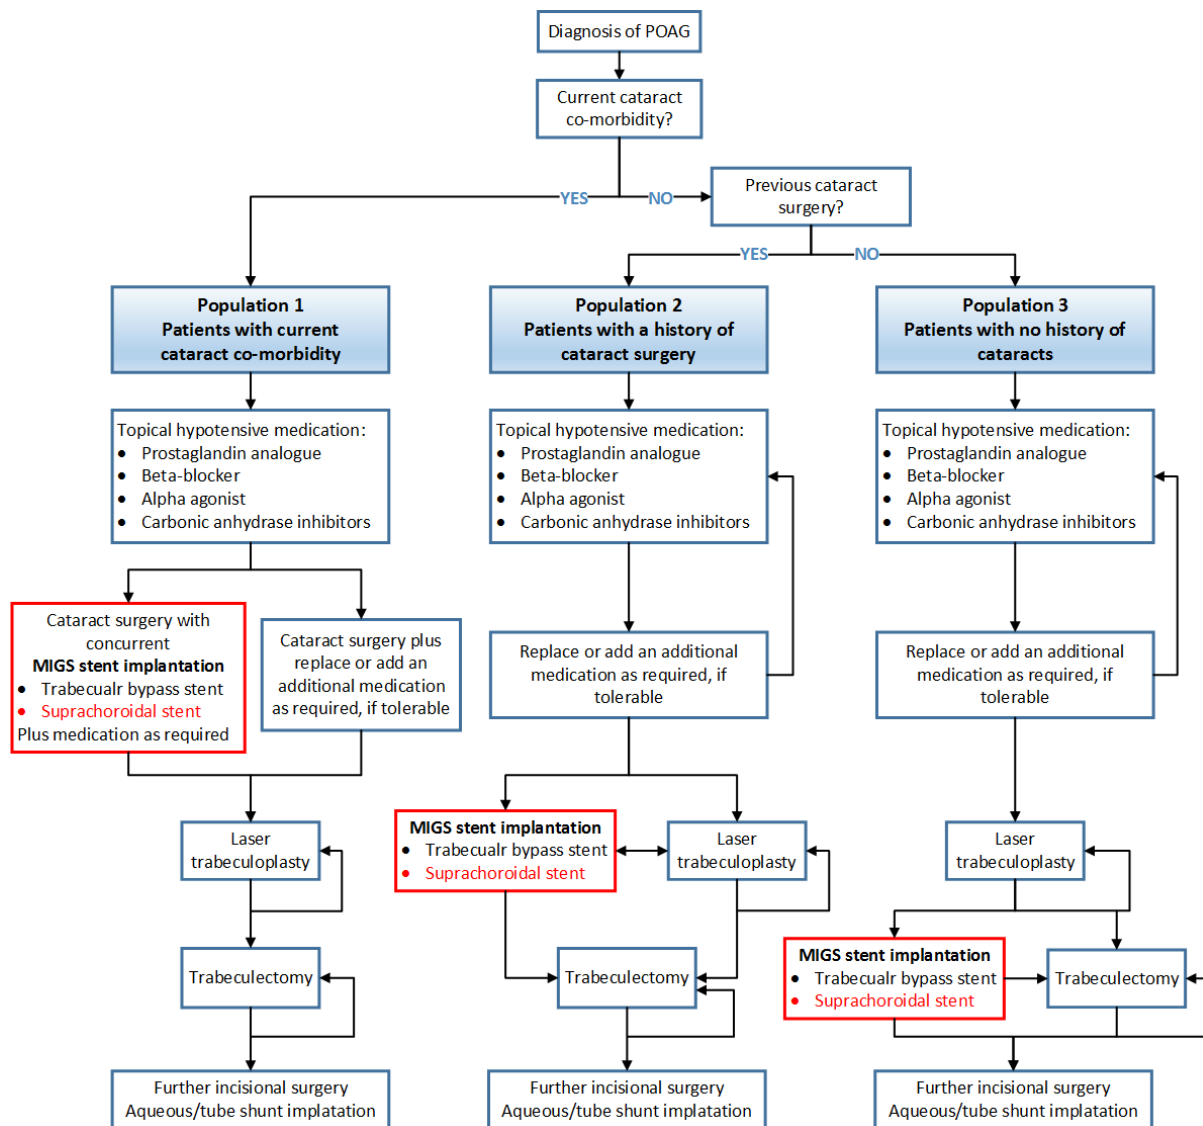 Diagnosis of POAG
Current cataract
co-morbidity?
YES
NO
Previous cataract
surgery?
YES
NO
Population 1
Patients with current
cataract co-morbidity
Population 2
Patients with a history of
cataract surgery
Population 3
Patients with no history of
cataracts
Topical hypotensive medication:
• Prostaglandin analogue
• Beta-blocker
• Alpha agonist
• Carbonic anhydrase inhibitors
Topical hypotensive medication:
• Prostaglandin analogue
• Beta-blocker
• Alpha agonist
• Carbonic anhydrase inhibitors
Topical hypotensive medication:
• Prostaglandin analogue
• Beta-blocker
• Alpha agonist
• Carbonic anhydrase inhibitors
Cataract surgery with
concurrent
MIGS stent implantation
• Trabecualr bypass stent
• Suprachoroidal stent
Plus medication as required
Cataract surgery plus
replace or add an
additional medication
as required, if tolerable
Replace or add an additional
medication as required, if
tolerable
Replace or add an additional
medication as required, if
tolerable
Laser
trabeculoplasty
MIGS stent implantation
• Trabecualr bypass stent
• Suprachoroidal stent
Laser
trabeculoplasty
Laser
trabeculoplasty
Trabeculectomy
Trabeculectomy
MIGS stent implantation
• Trabecualr bypass stent
• Suprachoroidal stent
Trabeculectomy
Further incisional surgery
Aqueous/tube shunt implatation
Further incisional surgery
Aqueous/tube shunt implatation
Further incisional surgery
Aqueous/tube shunt implatation